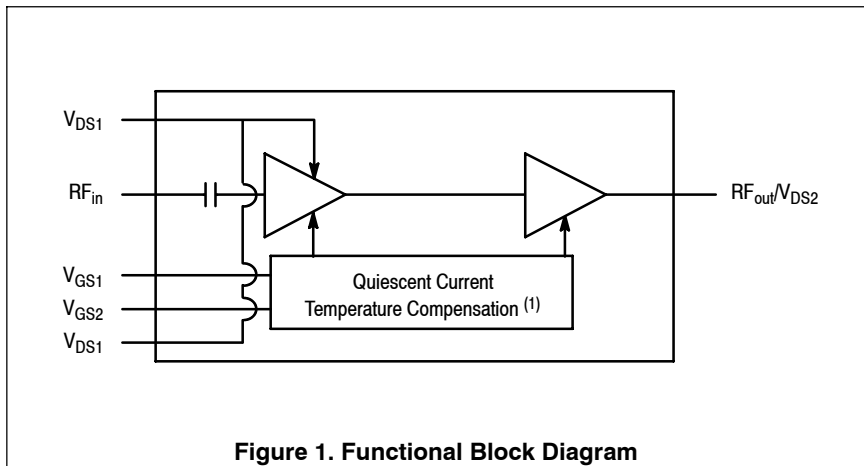 V_DS1
RF_in
V_GS1
V_GS2
V_DS1
Quiescent Current
Temperature Compensation (1)
RF_out/V_DS2
Figure 1. Functional Block Diagram